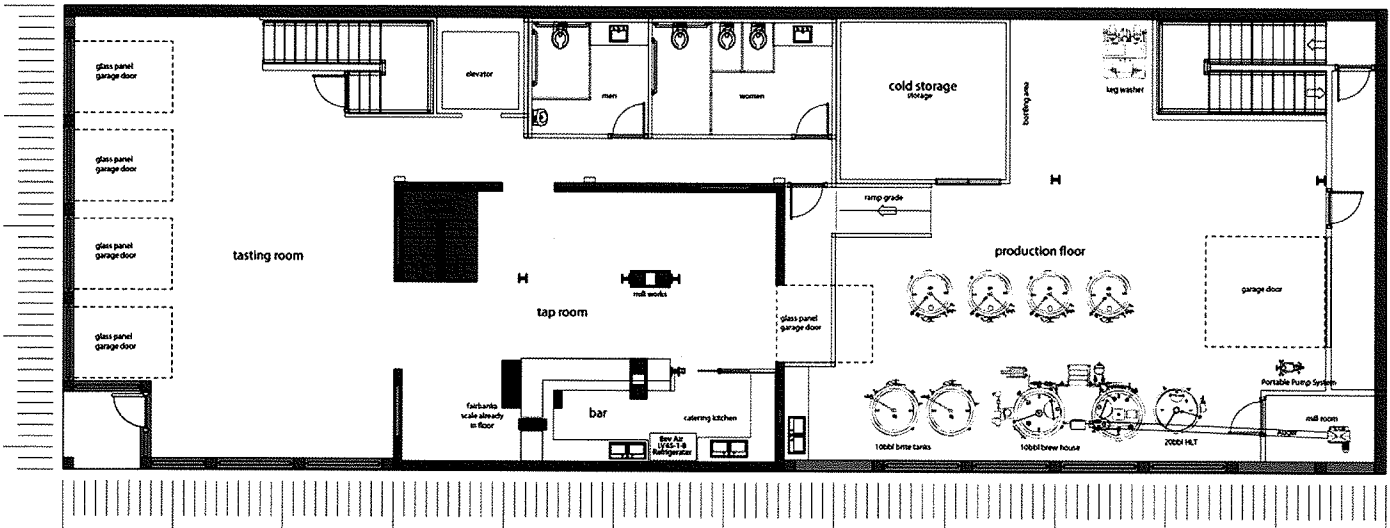 glass panel
garage door
elevator
men
women
cold storage
storage
bottling area
keg washer
glass panel
garage door
ramp grade
glass panel
garage door
tasting room
production floor
garage door
mill works
tap room
glass panel
garage door
glass panel
garage door
Portable Pump System
fairbanks
scale already
in floor
bar
catering kitchen
mill room
Bev Air
Refrigerator
10bbl brite tanks
10bbl brew house
20bbl HLT